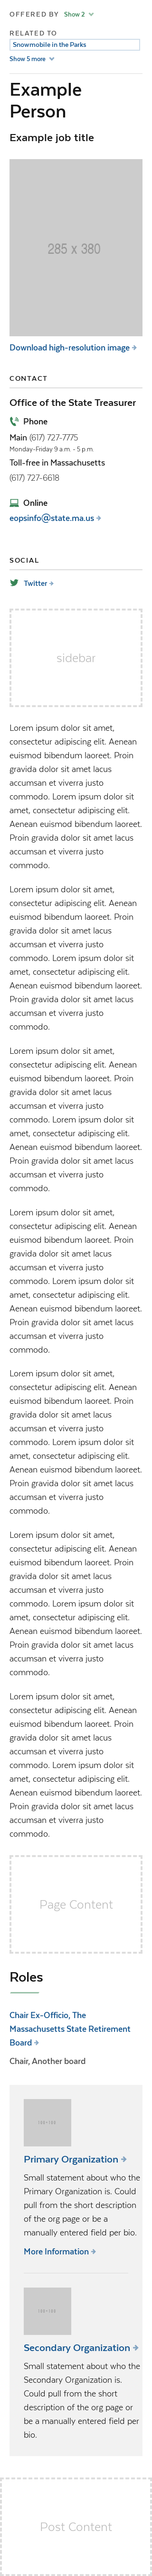 OFFERED BY Show 2
RELATED TO
Snowmobile in the Parks
Show 5 more
Example
Person
Example job title
285 x 380
Download high-resolution image
CONTACT
Office of the State Treasurer
Phone
Main (617) 727-7775
Monday-Friday 9 a.m. - 5 p.m.
Toll-free in Massachusetts
(617) 727-6618
Online
eopsinfo@state.ma.us
SOCIAL
Twitter
sidebar
Lorem ipsum dolor sit amet,
consectetur adipiscing elit. Aenean
euismod bibendum laoreet. Proin
gravida dolor sit amet lacus
accumsan et viverra justo
commodo. Lorem ipsum dolor sit
amet, consectetur adipiscing elit.
Aenean euismod bibendum laoreet.
Proin gravida dolor sit amet lacus
accumsan et viverra justo
commodo.
Lorem ipsum dolor sit amet,
consectetur adipiscing elit. Aenean
euismod bibendum laoreet. Proin
gravida dolor sit amet lacus
accumsan et viverra justo
commodo. Lorem ipsum dolor sit
amet, consectetur adipiscing elit.
Aenean euismod bibendum laoreet.
Proin gravida dolor sit amet lacus
accumsan et viverra justo
commodo.
Lorem ipsum dolor sit amet,
consectetur adipiscing elit. Aenean
euismod bibendum laoreet. Proin
gravida dolor sit amet lacus
accumsan et viverra justo
commodo. Lorem ipsum dolor sit
amet, consectetur adipiscing elit.
Aenean euismod bibendum laoreet.
Proin gravida dolor sit amet lacus
accumsan et viverra justo
commodo.
Lorem ipsum dolor sit amet,
consectetur adipiscing elit. Aenean
euismod bibendum laoreet. Proin
gravida dolor sit amet lacus
accumsan et viverra justo
commodo. Lorem ipsum dolor sit
amet, consectetur adipiscing elit.
Aenean euismod bibendum laoreet.
Proin gravida dolor sit amet lacus
accumsan et viverra justo
commodo.
Lorem ipsum dolor sit amet,
consectetur adipiscing elit. Aenean
euismod bibendum laoreet. Proin
gravida dolor sit amet lacus
accumsan et viverra justo
commodo. Lorem ipsum dolor sit
amet, consectetur adipiscing elit.
Aenean euismod bibendum laoreet.
Proin gravida dolor sit amet lacus
accumsan et viverra justo
commodo.
Lorem ipsum dolor sit amet,
consectetur adipiscing elit. Aenean
euismod bibendum laoreet. Proin
gravida dolor sit amet lacus
accumsan et viverra justo
commodo. Lorem ipsum dolor sit
amet, consectetur adipiscing elit.
Aenean euismod bibendum laoreet.
Proin gravida dolor sit amet lacus
accumsan et viverra justo
commodo.
Lorem ipsum dolor sit amet,
consectetur adipiscing elit. Aenean
euismod bibendum laoreet. Proin
gravida dolor sit amet lacus
accumsan et viverra justo
commodo. Lorem ipsum dolor sit
amet, consectetur adipiscing elit.
Aenean euismod bibendum laoreet.
Proin gravida dolor sit amet lacus
accumsan et viverra justo
commodo.
Page Content
Roles
Chair Ex-Officio, The
Massachusetts State Retirement
Board
Chair, Another board
Primary Organization
Small statement about who the
Primary Organization is. Could
pull from the short description
of the org page or be a
manually entered field per bio.
More Information
Secondary Organization
Small statement about who the
Secondary Organization is.
Could pull from the short
description of the org page or
be a manually entered field per
bio.
Post Content